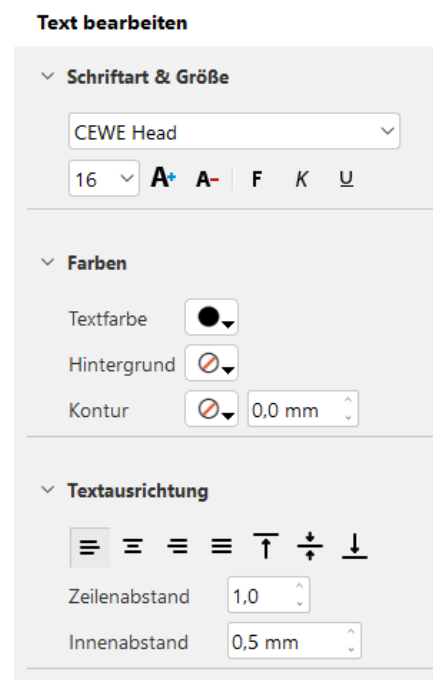 Text bearbeiten
Schriftart & Größe
CEWE Head
16 A+ A- F K U
Farben
Textfarbe
Hintergrund
Kontur 0,0 mm
Textausrichtung
Zeilenabstand 1,0
Innenabstand 0,5 mm